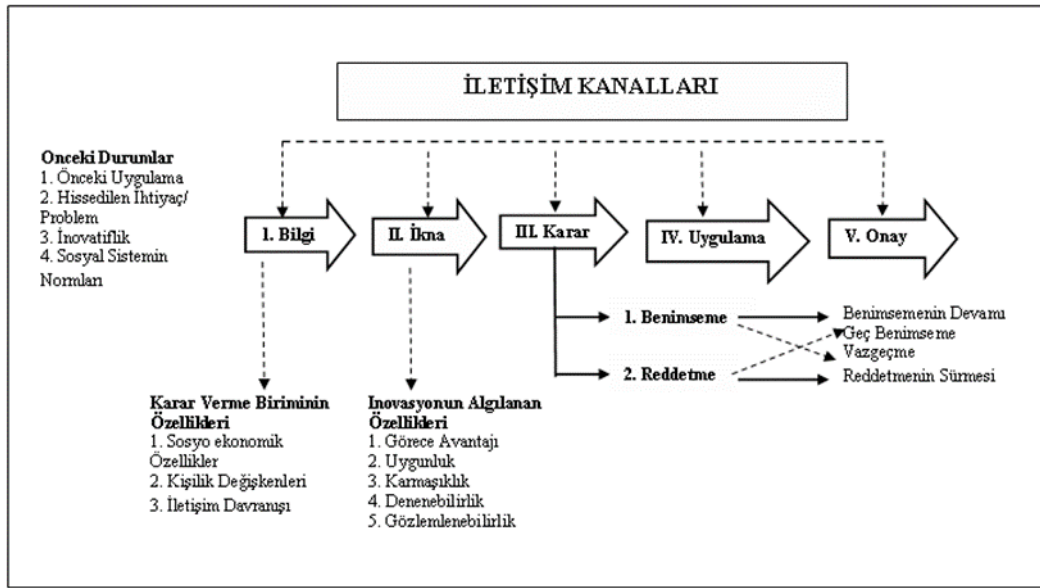 İLETİŞİM KANALLARI
Onceki Durumlar
1. Önceki Uygulama
2. Hissedilen İhtiyaç/
Problem
3. İnovatiflik
4. Sosyal Sistemin
Normları
1. Bilgi
II. İkna
III. Karar
IV. Uygulama
V. Onay
1. Benimseme
2. Reddetme
Benimsemenin Devamı
Geç Benimseme
Vazgeçme
Reddetmenin Sürmesi
Karar Verme Biriminin
Özellikleri
1. Sosyo ekonomik
Özellikler
2. Kişilik Değişkenleri
3. İletişim Davranışı
Inovasyonun Algılanan
Özellikleri
1. Görece Avantajı
2. Uygunluk
3. Karmaşıklık
4. Denenebilirlik
5. Gözlemlenebilirlik